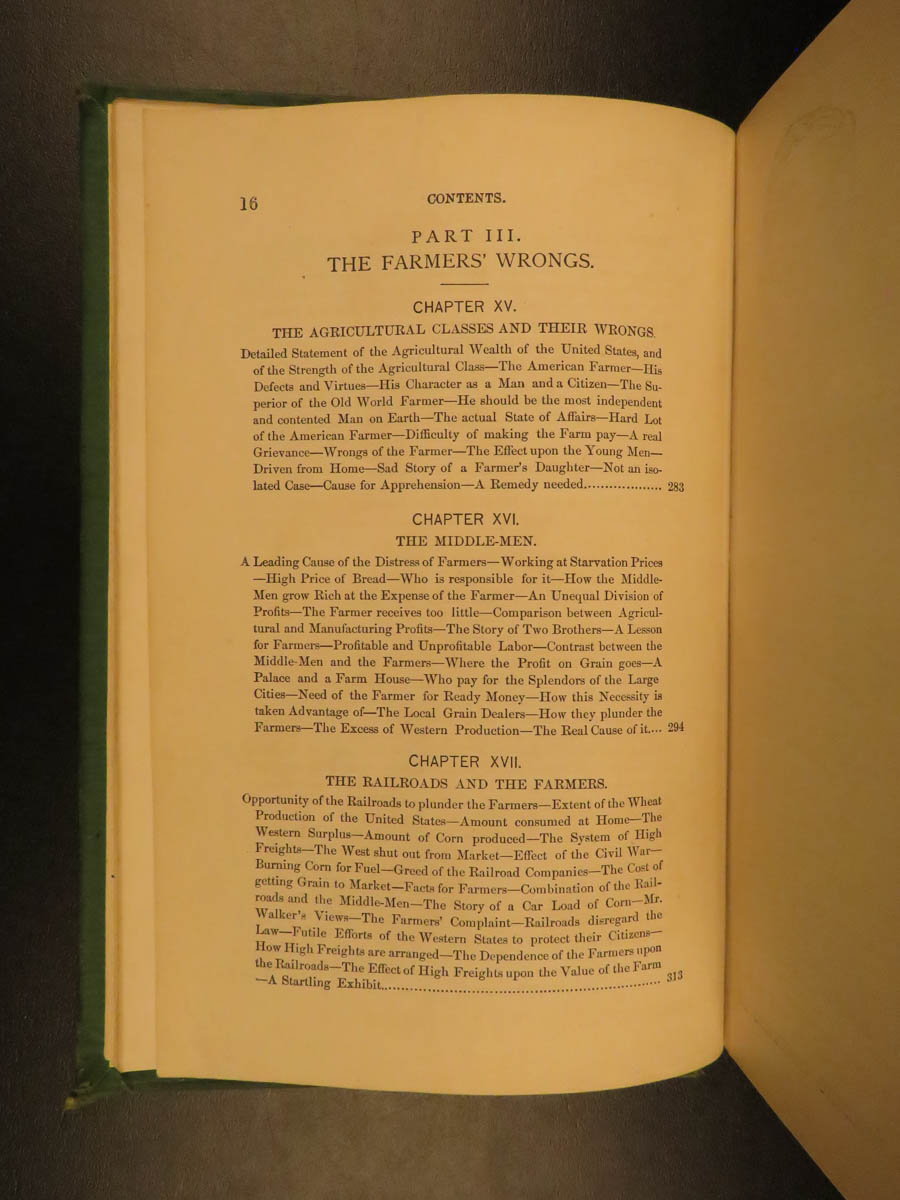 16 CONTENTS.
PART III.
THE FARMERS' WRONGS.
CHAPTER XV.
THE AGRICULTURAL CLASSES AND THEIR WRONGS.
Detailed Statement of the Agricultural Wealth of the United States, and
of the Strength of the Agricultural Class—The American Farmer—His
Defects and Virtues—His Character as a Man and a Citizen—The Su-
perior of the Old World Farmer—He should be the most independent
and contented Man on Earth—The actual State of Affairs—Hard Lot
of the American Farmer—Difficulty of making the Farm pay—A real
Grievance—Wrongs of the Farmer—The Effect upon the Young Men—
Driven from Home—Sad Story of a Farmer's Daughter—Not an iso-
lated Case—Cause for Apprehension—A Remedy needed................... 283
CHAPTER XVI.
THE MIDDLE-MEN.
A Leading Cause of the Distress of Farmers—Working at Starvation Prices
—High Price of Bread—Who is responsible for it—How the Middle-
Men grow Rich at the Expense of the Farmer—An Unequal Division of
Profits—The Farmer receives too little—Comparison between Agricul-
tural and Manufacturing Profits—The Story of Two Brothers—A Lesson
for Farmers—Profitable and Unprofitable Labor—Contrast between the
Middle-Men and the Farmers—Where the Profit on Grain goes—A
Palace and a Farm House—Who pay for the Splendors of the Large
Cities—Need of the Farmer for Ready Money—How this Necessity is
taken Advantage of—The Local Grain Dealers—How they plunder the
Farmers—The Excess of Western Production—The Real Cause of it.... 294
CHAPTER XVII.
THE RAILROADS AND THE FARMERS.
Opportunity of the Railroads to plunder the Farmers—Extent of the Wheat
Production of the United States—Amount consumed at Home—The
Western Surplus—Amount of Corn produced—The System of High
Freights—The West shut out from Market—Effect of the Civil War—
Burning Corn for Fuel—Greed of the Railroad Companies—The Cost of
getting Grain to Market—Facts for Farmers—Combination of the Rail-
roads and the Middle-Men—The Story of a Car Load of Corn—Mr.
Walker's Views—The Farmers' Complaint—Railroads disregard the
Law—Futile Efforts of the Western States to protect their Citizens—
How High Freights are arranged—The Dependence of the Farmers upon
the Railroads—The Effect of High Freights upon the Value of the Farm
—A Startling Exhibit................................................................ 313